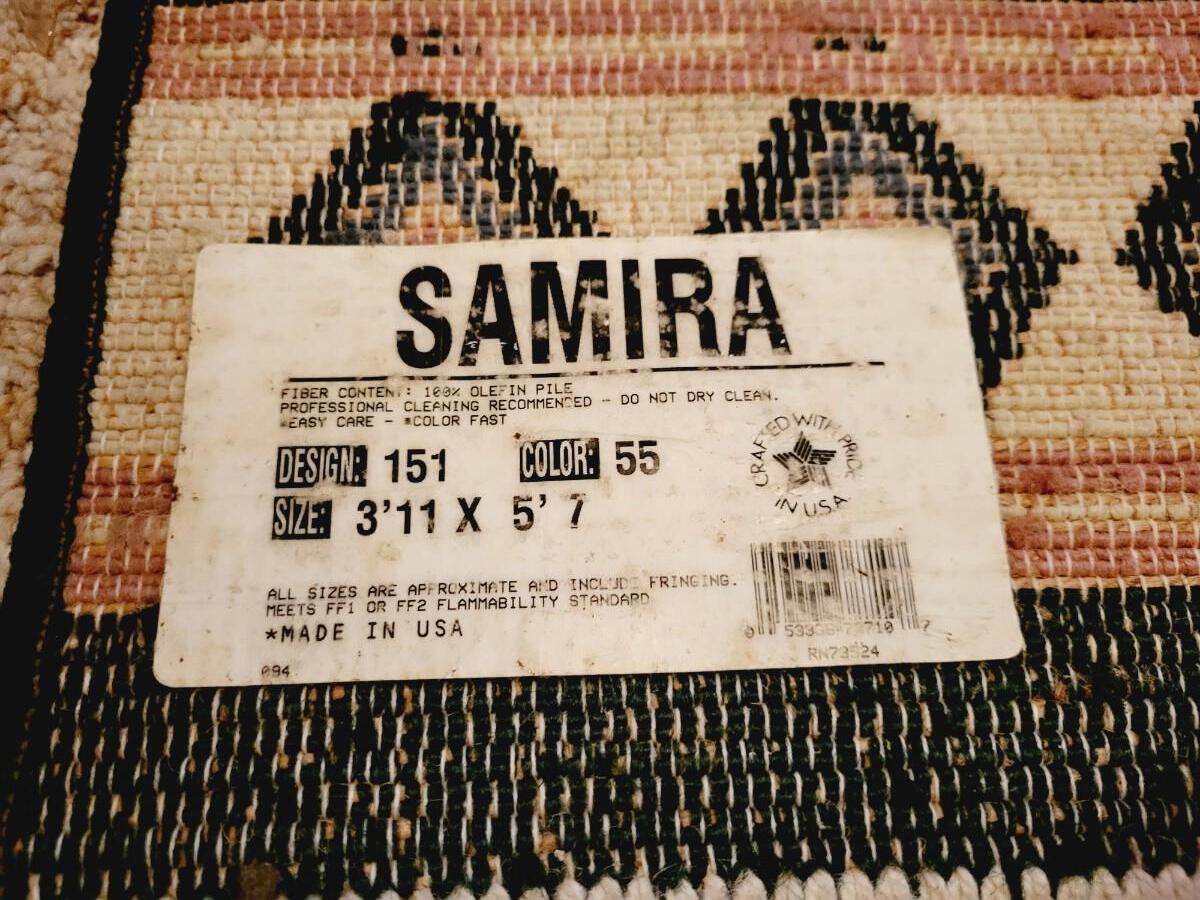 SAMIRA
FIBER CONTENT: 100% OLEFIN PILE
PROFESSIONAL CLEANING RECOMMENDED - DO NOT DRY CLEAN.
*EASY CARE - *COLOR FAST
DESIGN: 151 COLOR: 55
CRAFTED WITH PRIDE
IN USA
SIZE: 3'11 X 5' 7
ALL SIZES ARE APPROXIMATE AND INCLUDE FRINGING.
MEETS FF1 OR FF2 FLAMMABILITY STANDARD
*MADE IN USA
094